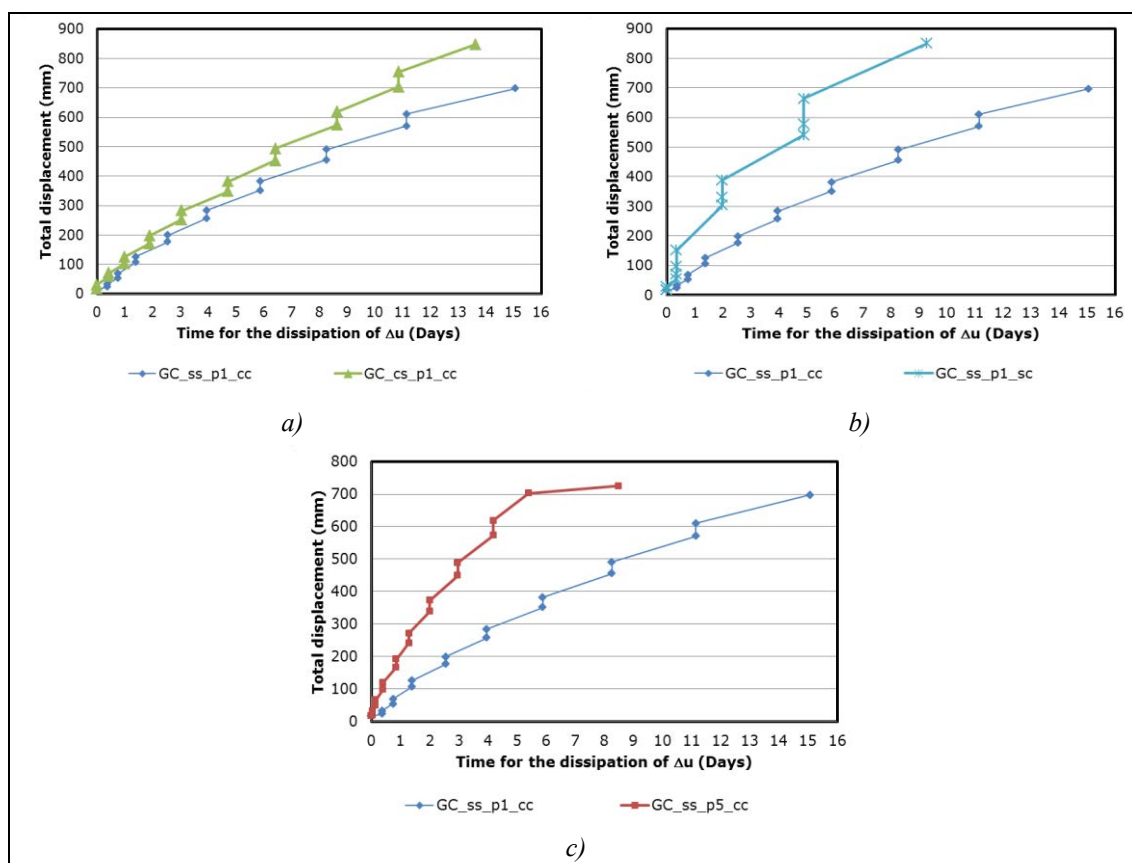 900
800
700
600
500
400
300
200
100
0
Total displacement (mm)
0 1 2 3 4 5 6 7 8 9 10 11 12 13 14 15 16
Time for the dissipation of Δu (Days)
GC_ss_p1_cc GC_cs_p1_cc
a)
900
800
700
600
500
400
300
200
100
0
Total displacement (mm)
0 1 2 3 4 5 6 7 8 9 10 11 12 13 14 15 16
Time for the dissipation of Δu (Days)
GC_ss_p1_cc GC_ss_p1_sc
b)
800
700
600
500
400
300
200
100
0
Total displacement (mm)
0 1 2 3 4 5 6 7 8 9 10 11 12 13 14 15 16
Time for the dissipation of Δu (Days)
GC_ss_p1_cc GC_ss_p5_cc
c)